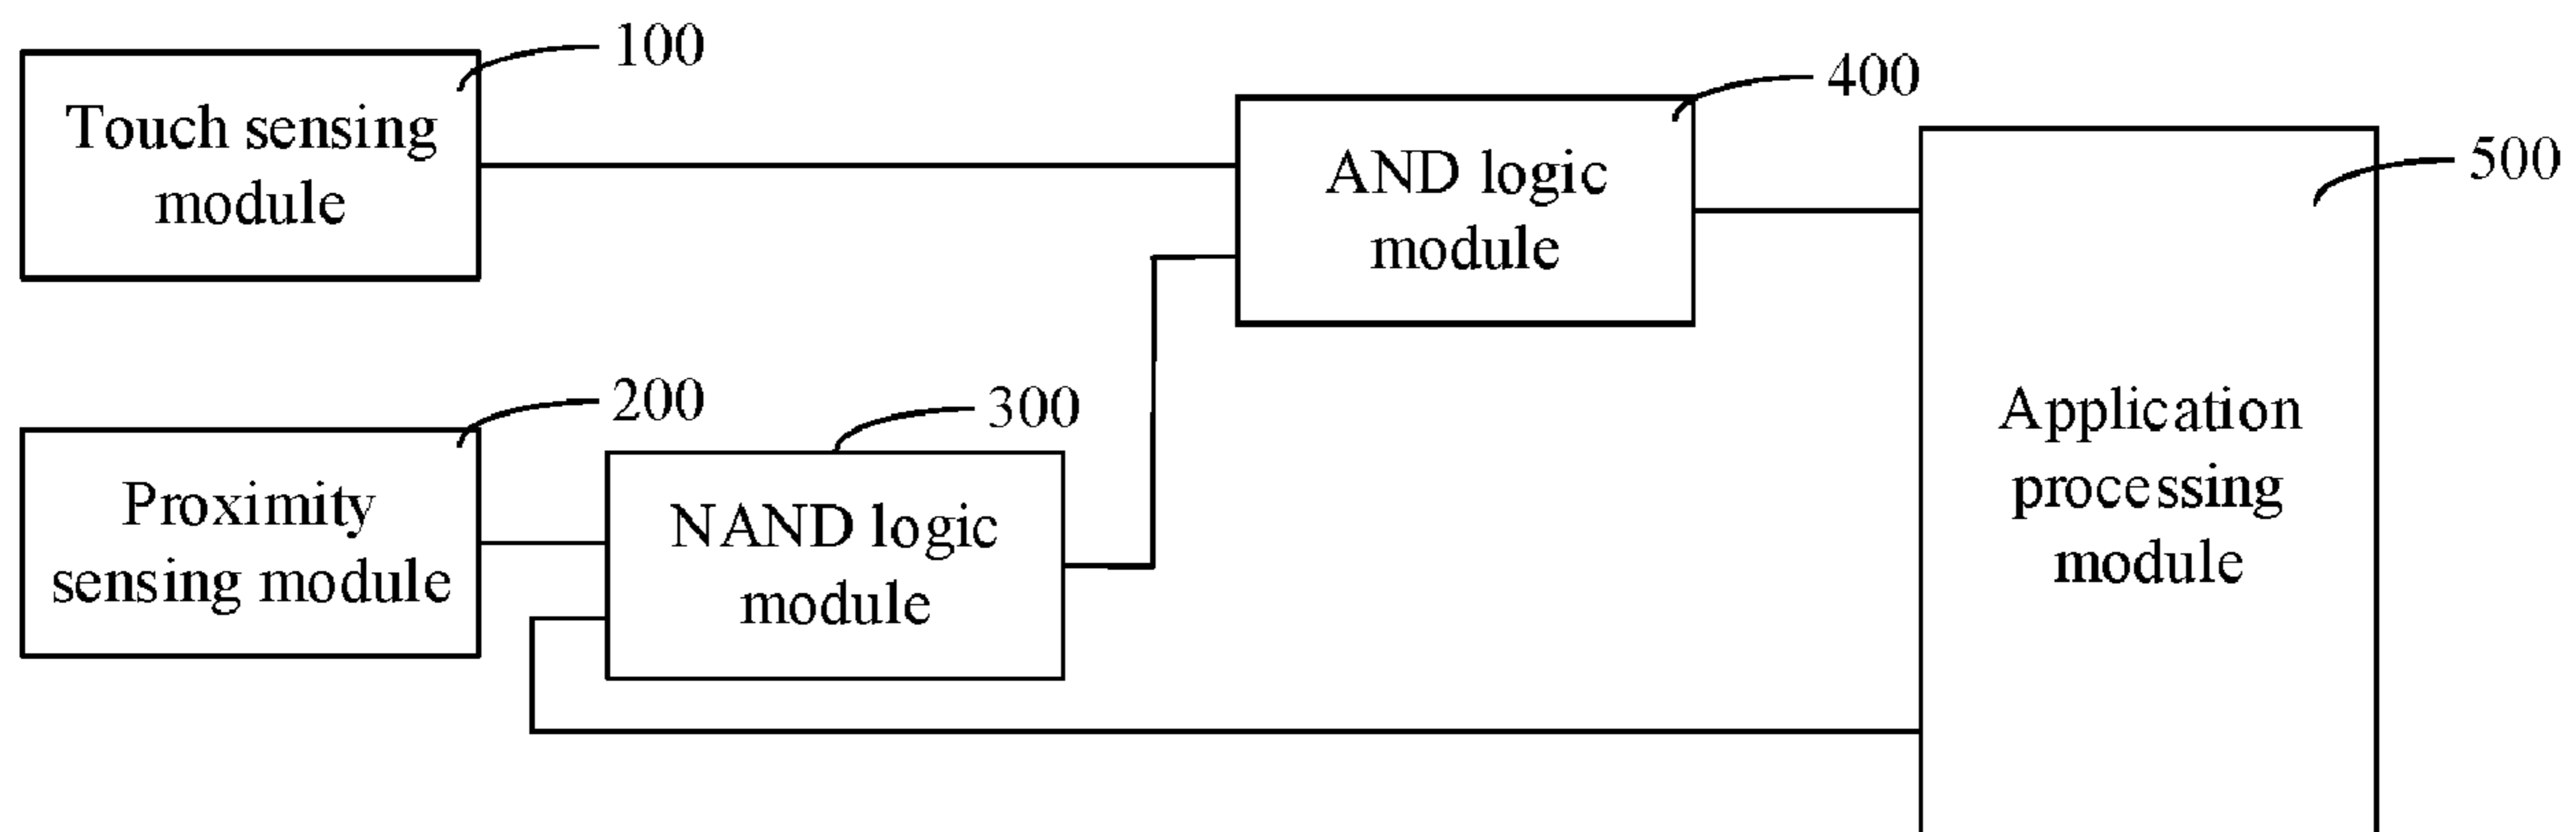 100
Touch sensing
module
400
AND logic
module
500
200
Proximity
sensing module
300
NAND logic
module
Application
processing
module